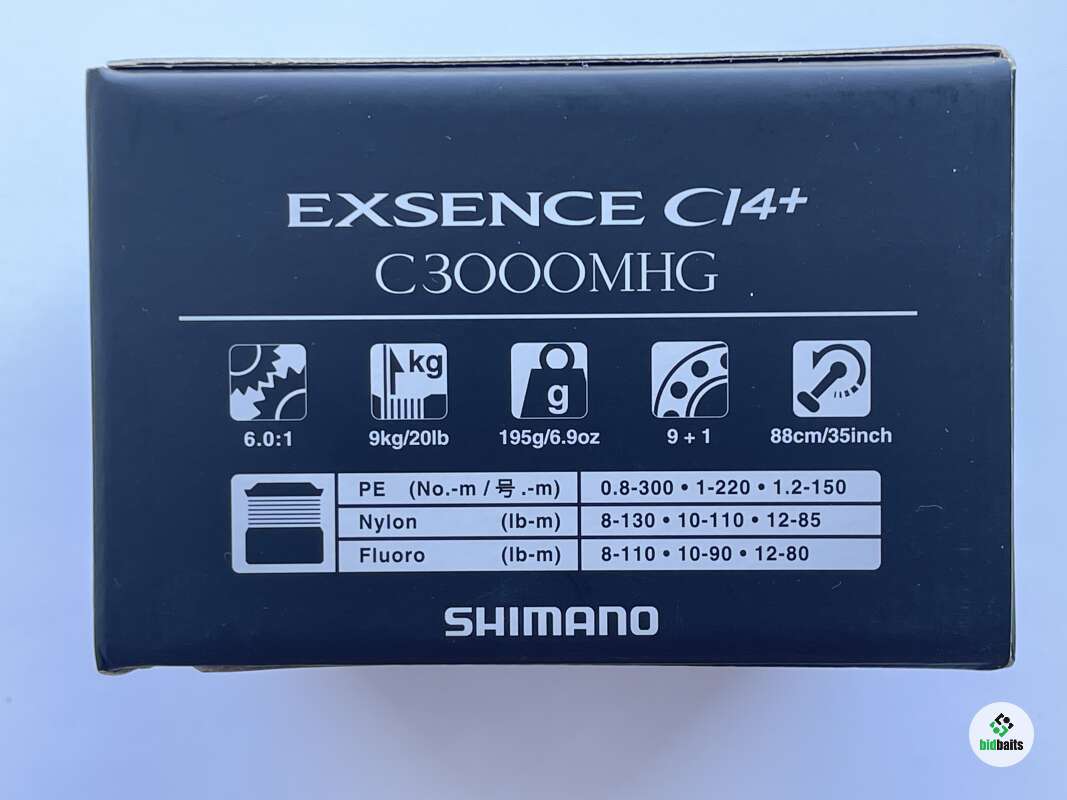 EXSENCE CI4+
C3000MHG
kg
g
6.0:1 9kg/20lb 195g/6.9oz 9 + 1 88cm/35inch
PE (No.-m / 号.-m) 0.8-300 • 1-220 • 1.2-150
Nylon (lb-m) 8-130 • 10-110 • 12-85
Fluoro (lb-m) 8-110 • 10-90 • 12-80
SHIMANO
bidbaits